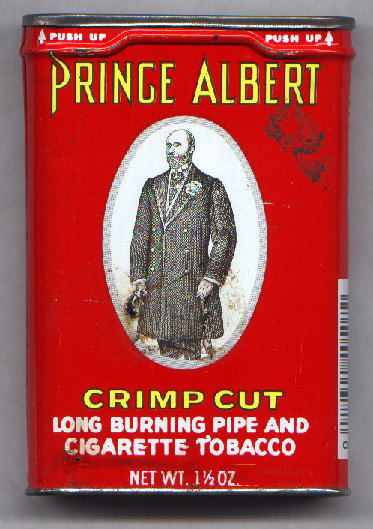 PUSH UP PUSH UP
PRINCE ALBERT
CRIMP CUT
LONG BURNING PIPE AND
CIGARETTE TOBACCO
NET WT. 1½ OZ.
0